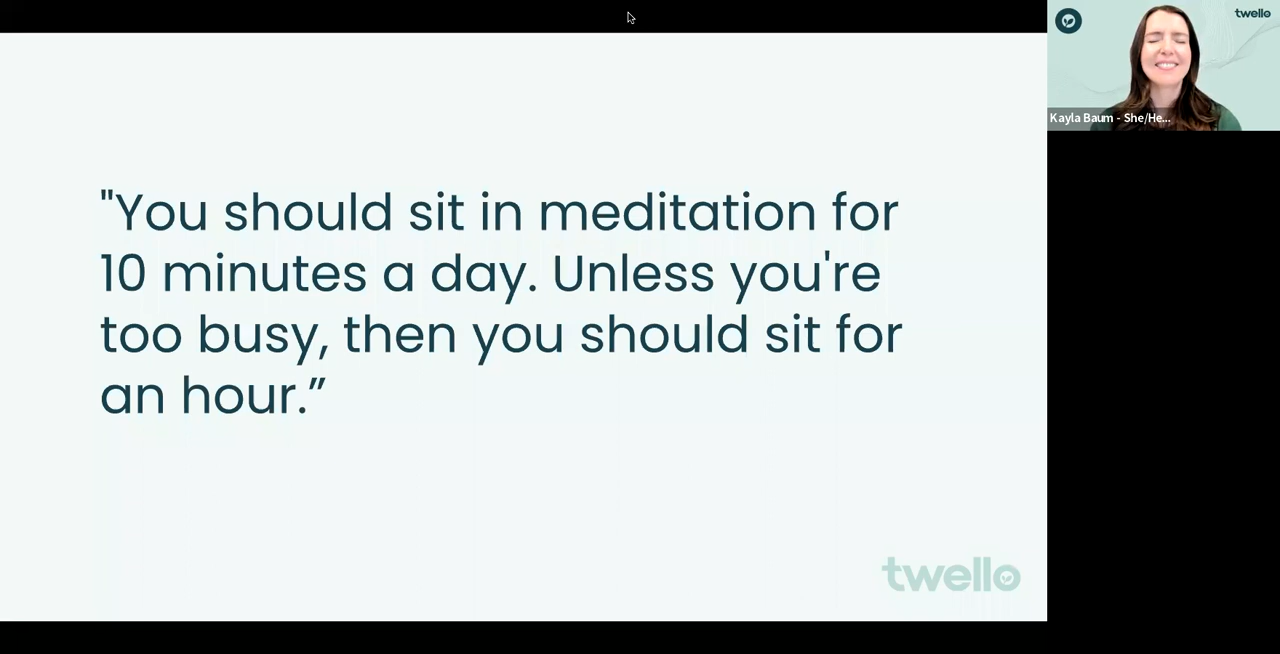 twello
Kayla Baum - She/He...
"You should sit in meditation for
10 minutes a day. Unless you're
too busy, then you should sit for
an hour.”
twello